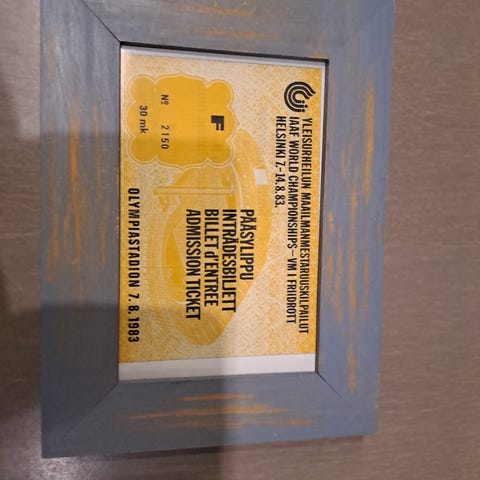 YLEISURHEILUN MAAILMANMESTARUUSKILPAILUT
IAAF WORLD CHAMPIONSHIPS – VM I FRIIDROTT
HELSINKI 7.–14.8.83.
PÄÄSYLIPPU
INTRÄDESBILJETT
BILLET d'ENTREE
ADMISSION TICKET
F
Nº 2150
30 mk
OLYMPIASTADION 7. 8. 1983